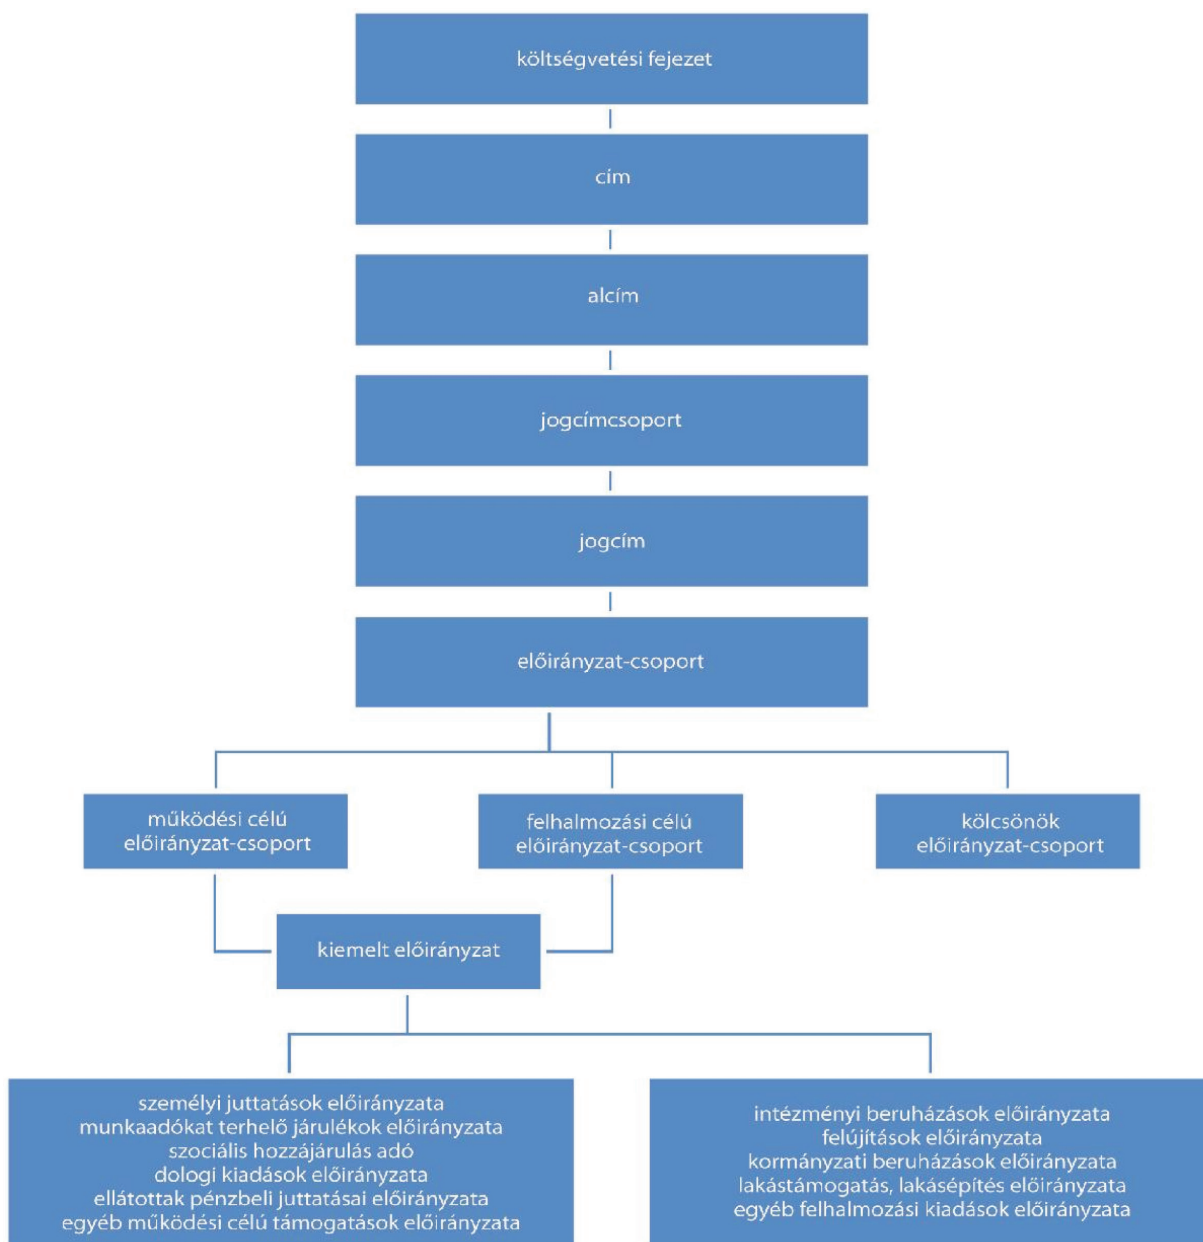 költségvetési fejezet
cím
alcím
jogcímcsoport
jogcím
előirányzat-csoport
működési célú
előirányzat-csoport
felhalmozási célú
előirányzat-csoport
kölcsönök
előirányzat-csoport
kiemelt előirányzat
személyi juttatások előirányzata
munkaadókat terhelő járulékok előirányzata
szociális hozzájárulás adó
dologi kiadások előirányzata
ellátottak pénzbeli juttatásai előirányzata
egyéb működési célú támogatások előirányzata
intézményi beruházások előirányzata
felújítások előirányzata
kormányzati beruházások előirányzata
lakástámogatás, lakásépítés előirányzata
egyéb felhalmozási kiadások előirányzata